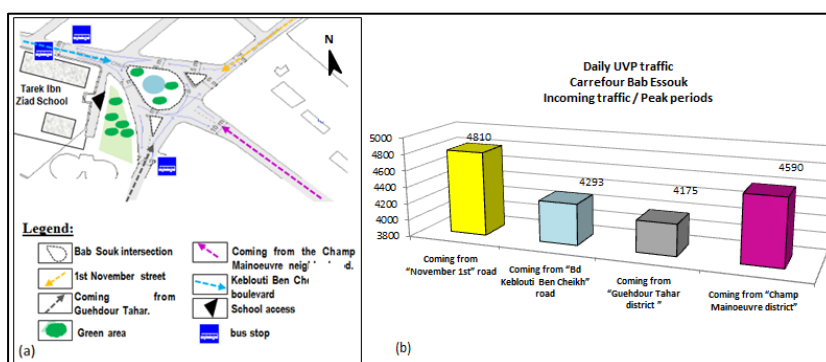 N
Tarek Ibn
Ziad School
Legend:
Bab Souk intersection
1st November street
Coming from
Guehdour Tahar.
Green area
Coming from the Champ
Mainoeuvre
Keblouti Ben
boulevard
School access
bus stop
(a)
Daily UVP traffic
Carrefour Bab Essouk
Incoming traffic / Peak periods
5000
4800
4600
4400
4200
4000
3800
4810
4293
4175
4590
Coming from
"November 1st" road
Coming from "Bd
Keblouti Ben Cheikh"
road
Coming from
"Guehdour Tahar
district "
Coming from "Champ
Mainoeuvre district"
(b)